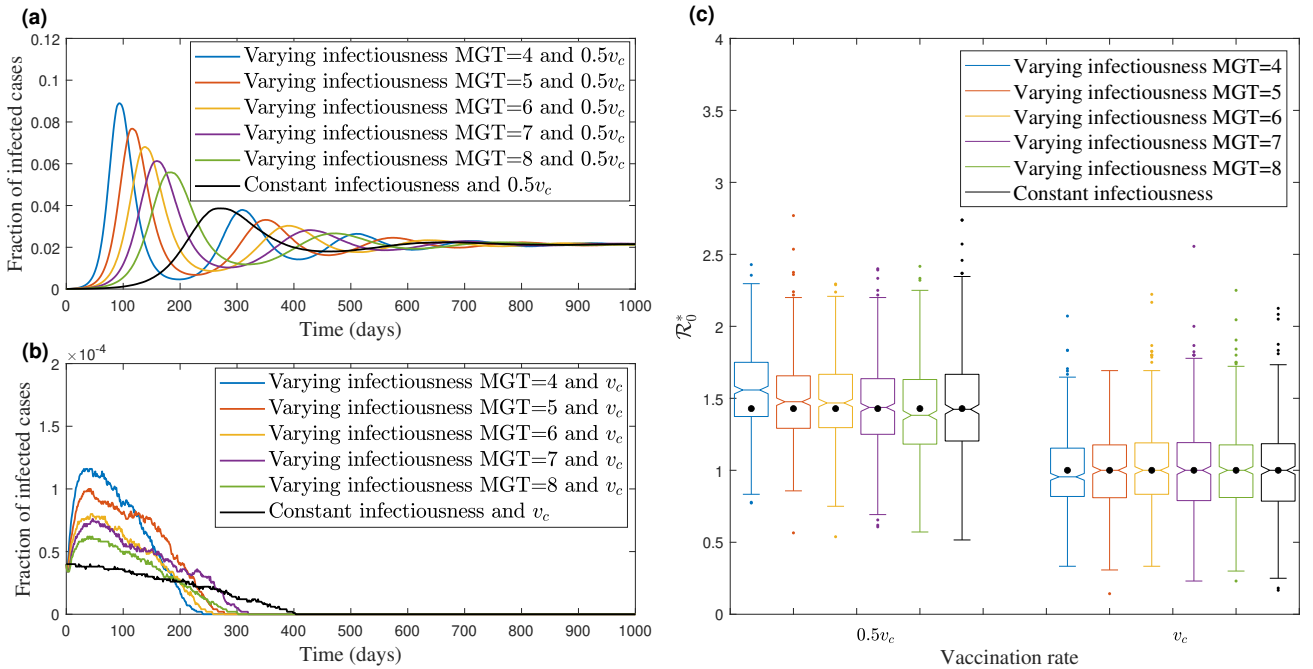 (a)
0.12
0.1
0.08
0.06
0.04
0.02
0
Fraction of infected cases
Varying infectiousness MGT=4 and 0.5v_c
Varying infectiousness MGT=5 and 0.5v_c
Varying infectiousness MGT=6 and 0.5v_c
Varying infectiousness MGT=7 and 0.5v_c
Varying infectiousness MGT=8 and 0.5v_c
Constant infectiousness and 0.5v_c
0 100 200 300 400 500 600 700 800 900 1000
Time (days)
(b)
×10^-4
2
1.5
1
0.5
0
Fraction of infected cases
Varying infectiousness MGT=4 and v_c
Varying infectiousness MGT=5 and v_c
Varying infectiousness MGT=6 and v_c
Varying infectiousness MGT=7 and v_c
Varying infectiousness MGT=8 and v_c
Constant infectiousness and v_c
0 100 200 300 400 500 600 700 800 900 1000
Time (days)
(c)
4
3.5
3
2.5
2
1.5
1
0.5
0
ℛ_0^*
Varying infectiousness MGT=4
Varying infectiousness MGT=5
Varying infectiousness MGT=6
Varying infectiousness MGT=7
Varying infectiousness MGT=8
Constant infectiousness
0.5v_c v_c
Vaccination rate